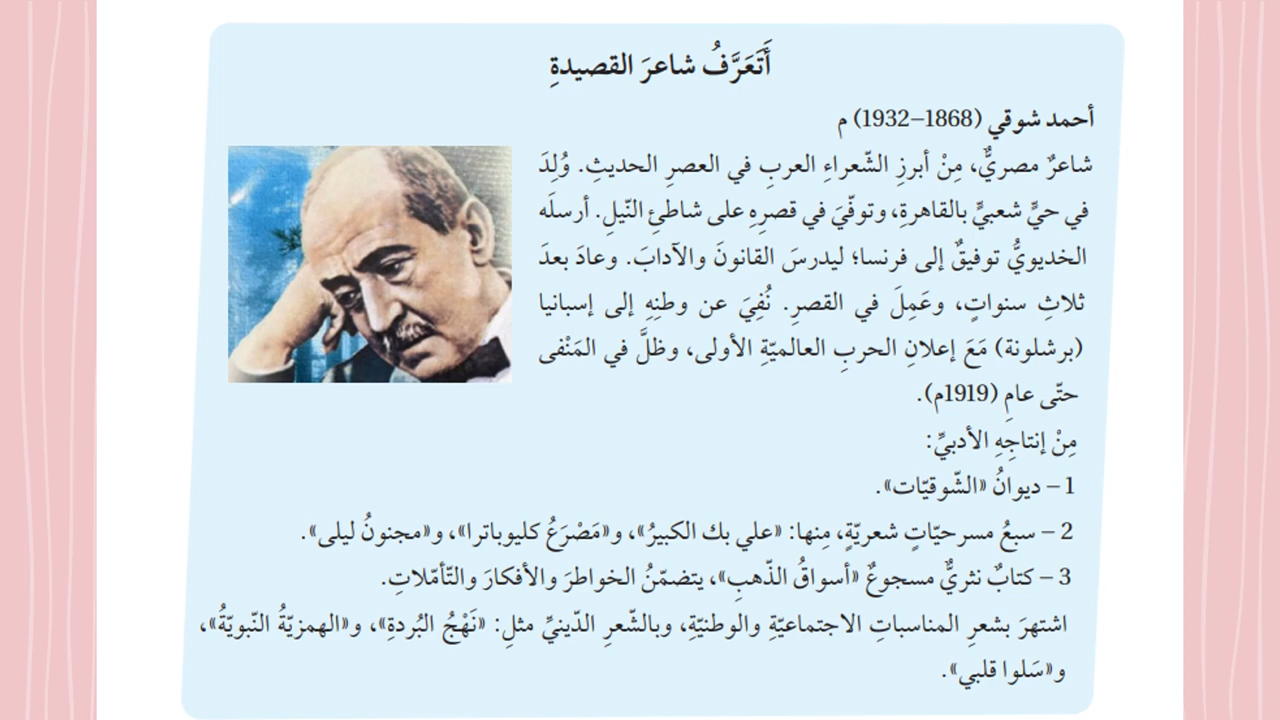 أَتَعَرَّفُ شاعرَ القصيدةِ
أحمد شوقي (1868–1932) م
شاعرٌ مصريٌّ، مِنْ أبرزِ الشّعراءِ العربِ في العصرِ الحديثِ. وُلِدَ
في حيٍّ شعبيٍّ بالقاهرةِ، وتوفّيَ في قصرِهِ على شاطئِ النّيلِ. أرسلَه
الخديويُّ توفيقٌ إلى فرنسا؛ ليدرسَ القانونَ والآدابَ. وعادَ بعدَ
ثلاثِ سنواتٍ، وعَمِلَ في القصرِ. نُفِيَ عن وطنِهِ إلى إسبانيا
(برشلونة) مَعَ إعلانِ الحربِ العالميّةِ الأولى، وظلَّ في المَنْفى
حتّى عامِ (1919م).
مِنْ إنتاجِهِ الأدبيِّ:
1 – ديوانُ «الشّوقيّات».
2 – سبعُ مسرحيّاتٍ شعريّةٍ، مِنها: «علي بك الكبيرُ»، و«مَصْرَعُ كليوباترا»، و«مجنونُ ليلى».
3 – كتابٌ نثريٌّ مسجوعٌ «أسواقُ الذّهبِ»، يتضمّنُ الخواطرَ والأفكارَ والتّأمّلاتِ.
اشتهرَ بشعرِ المناسباتِ الاجتماعيّةِ والوطنيّةِ، وبالشّعرِ الدّينيِّ مثلِ: «نَهْجُ البُردةِ»، و«الهمزيّةُ النّبويّةُ»،
و«سَلوا قلبي».